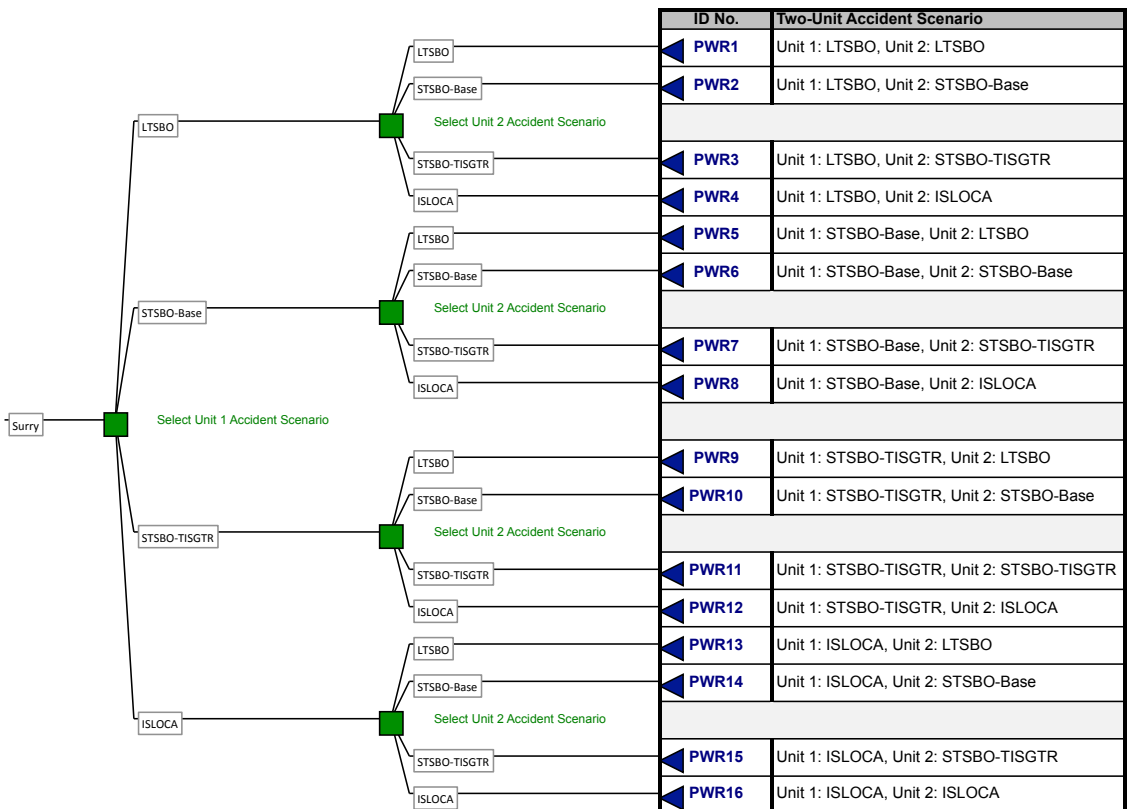 ID No. Two-Unit Accident Scenario
LTSBO PWR1 Unit 1: LTSBO, Unit 2: LTSBO
STSBO-Base PWR2 Unit 1: LTSBO, Unit 2: STSBO-Base
LTSBO Select Unit 2 Accident Scenario
STSBO-TISGTR PWR3 Unit 1: LTSBO, Unit 2: STSBO-TISGTR
ISLOCA PWR4 Unit 1: LTSBO, Unit 2: ISLOCA
LTSBO PWR5 Unit 1: STSBO-Base, Unit 2: LTSBO
STSBO-Base PWR6 Unit 1: STSBO-Base, Unit 2: STSBO-Base
STSBO-Base Select Unit 2 Accident Scenario
STSBO-TISGTR PWR7 Unit 1: STSBO-Base, Unit 2: STSBO-TISGTR
ISLOCA PWR8 Unit 1: STSBO-Base, Unit 2: ISLOCA
Surry Select Unit 1 Accident Scenario
LTSBO PWR9 Unit 1: STSBO-TISGTR, Unit 2: LTSBO
STSBO-Base PWR10 Unit 1: STSBO-TISGTR, Unit 2: STSBO-Base
STSBO-TISGTR Select Unit 2 Accident Scenario
STSBO-TISGTR PWR11 Unit 1: STSBO-TISGTR, Unit 2: STSBO-TISGTR
ISLOCA PWR12 Unit 1: STSBO-TISGTR, Unit 2: ISLOCA
LTSBO PWR13 Unit 1: ISLOCA, Unit 2: LTSBO
STSBO-Base PWR14 Unit 1: ISLOCA, Unit 2: STSBO-Base
ISLOCA Select Unit 2 Accident Scenario
STSBO-TISGTR PWR15 Unit 1: ISLOCA, Unit 2: STSBO-TISGTR
ISLOCA PWR16 Unit 1: ISLOCA, Unit 2: ISLOCA